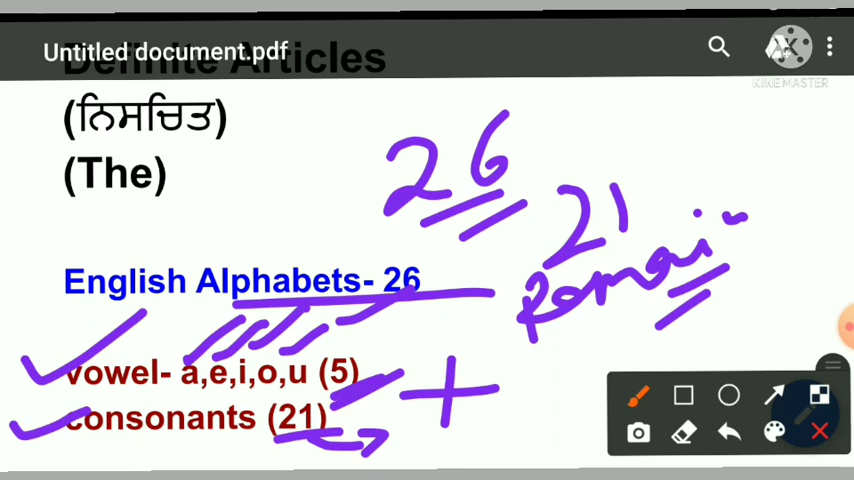 Untitled document.pdf
KINEMASTER
Definite Articles
(ਨਿਸਚਿਤ)
(The)
26
21
English Alphabets- 26
vowel- a,e,i,o,u (5)
+
consonants (21)